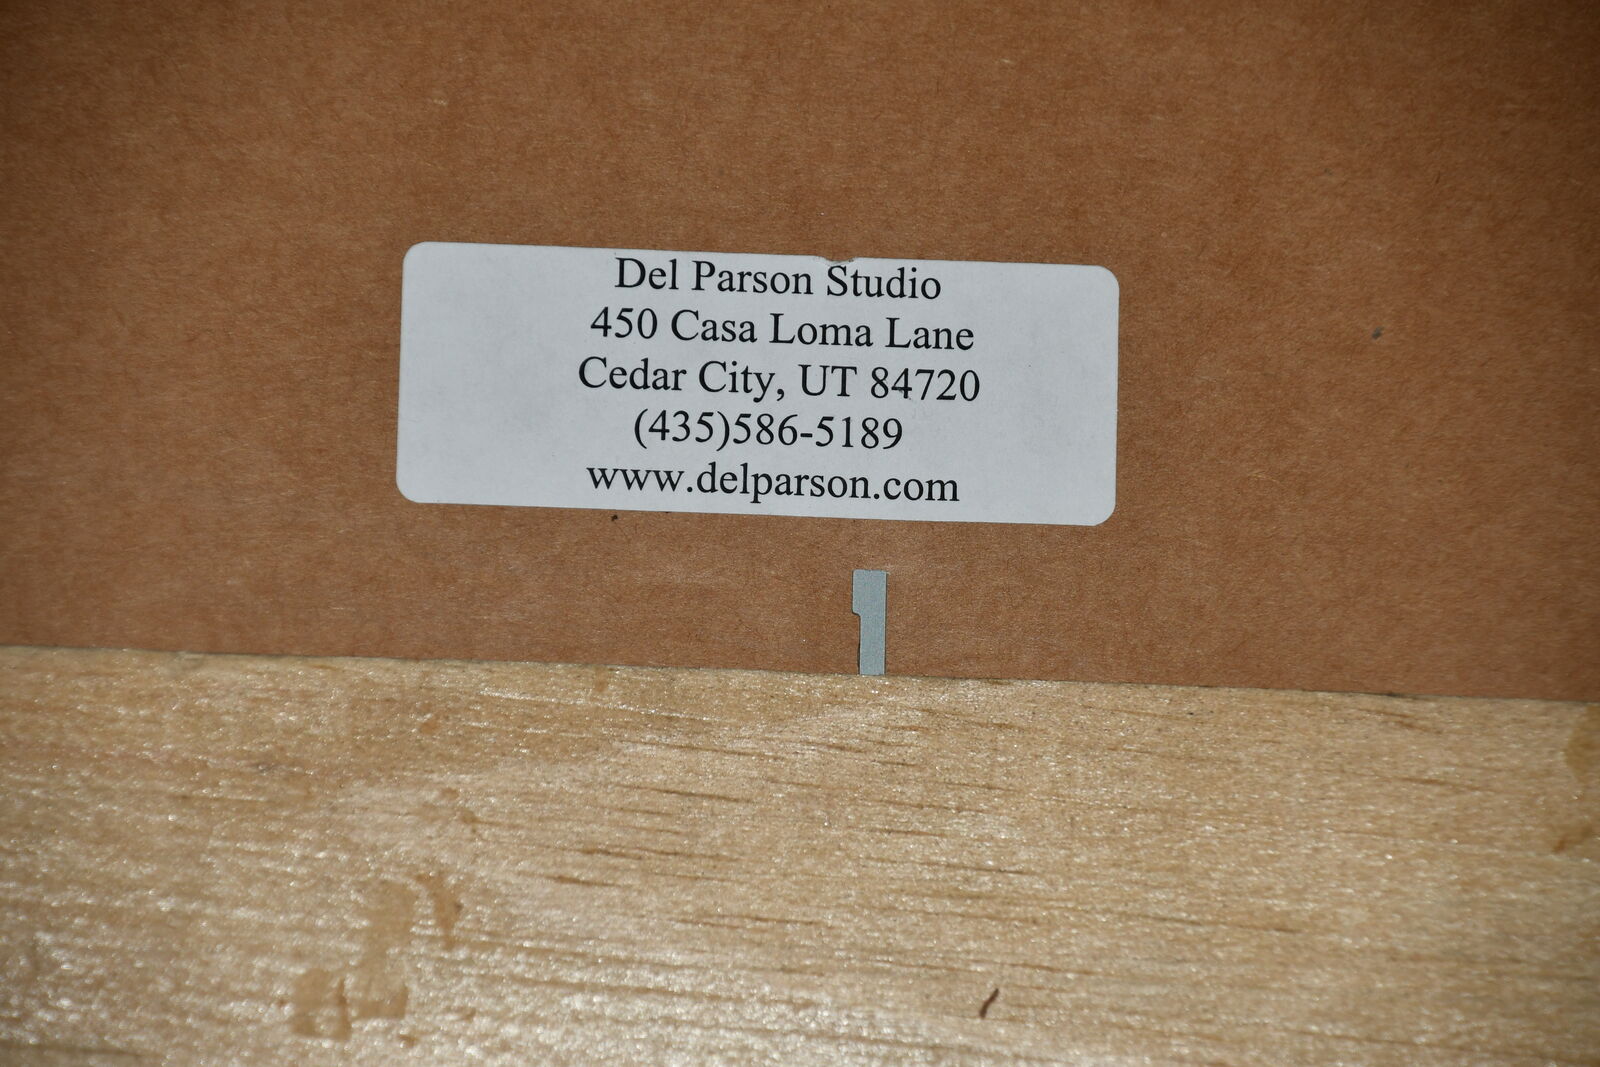 Del Parson Studio
450 Casa Loma Lane
Cedar City, UT 84720
(435)586-5189
www.delparson.com